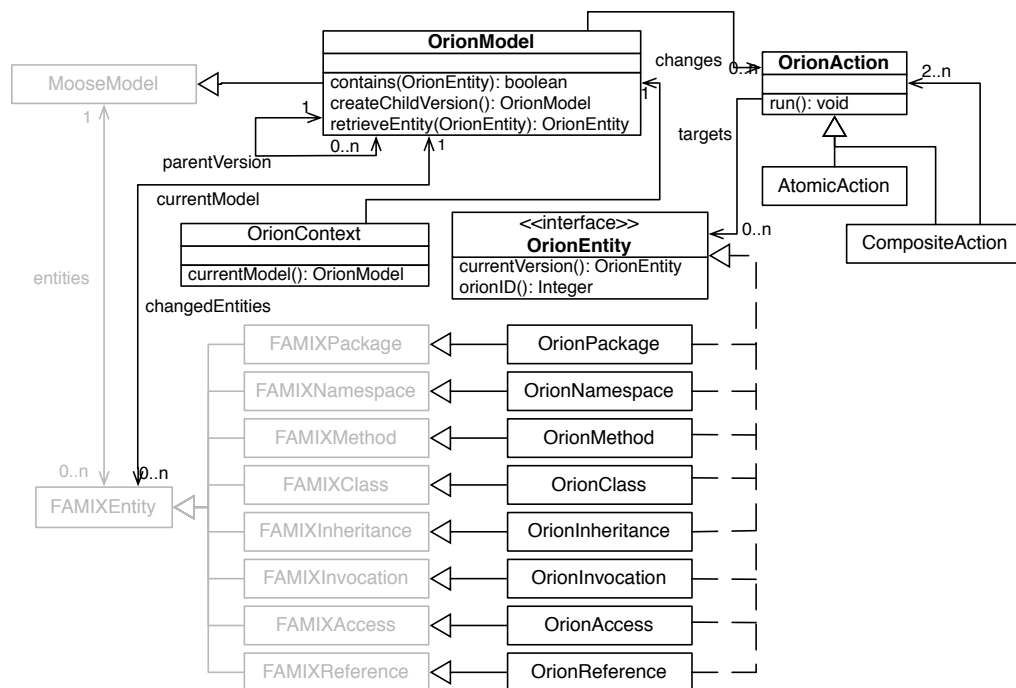 OrionModel
contains(OrionEntity): boolean
createChildVersion(): OrionModel
retrieveEntity(OrionEntity): OrionEntity
changes
0..n
OrionAction
run(): void
2..n
MooseModel
1
1
0..n
parentVersion
1
1
targets
AtomicAction
CompositeAction
currentModel
OrionContext
currentModel(): OrionModel
<<interface>>
OrionEntity
currentVersion(): OrionEntity
orionID(): Integer
0..n
entities
changedEntities
FAMIXPackage
OrionPackage
FAMIXNamespace
OrionNamespace
FAMIXMethod
OrionMethod
0..n
0..n
FAMIXEntity
FAMIXClass
OrionClass
FAMIXInheritance
OrionInheritance
FAMIXInvocation
OrionInvocation
FAMIXAccess
OrionAccess
FAMIXReference
OrionReference